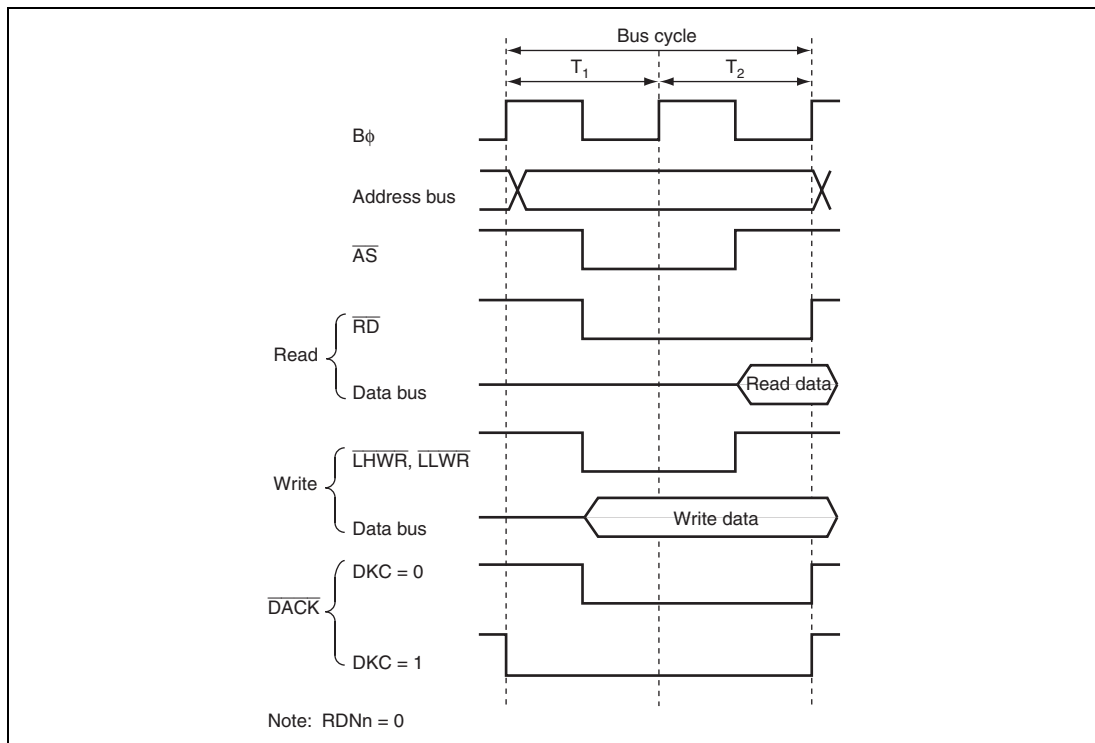 Bus cycle
T1 T2
Bφ
Address bus
AS
RD
Read
Read data
Data bus
LHWR, LLWR
Write
Write data
Data bus
DKC = 0
DACK
DKC = 1
Note: RDNn = 0